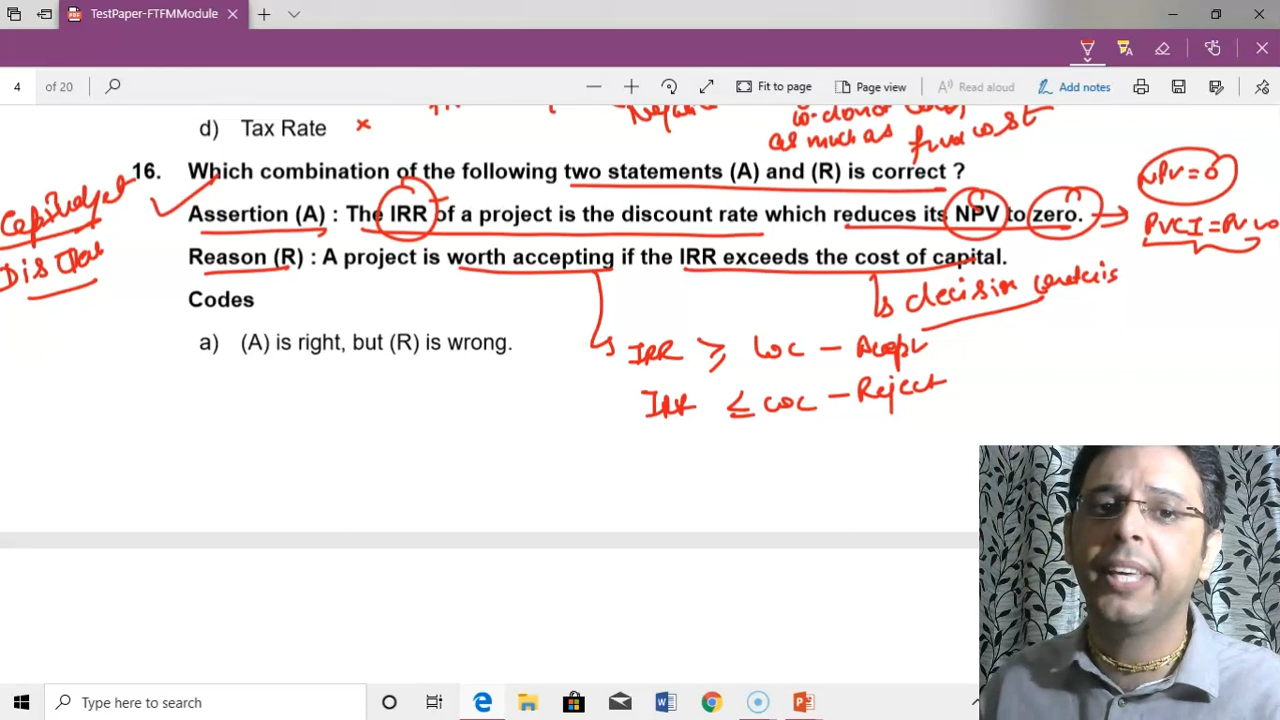 TestPaper-FTFMModule
4 of 20
Fit to page
Page view
Read aloud
Add notes
as much as fixed cost
d) Tax Rate ×
16. Which combination of the following two statements (A) and (R) is correct ?
NPV = 0
Assertion (A) : The IRR of a project is the discount rate which reduces its NPV to zero.
PVCI = PV
Reason (R) : A project is worth accepting if the IRR exceeds the cost of capital.
decision
Codes
a) (A) is right, but (R) is wrong.
IRR ≥ COC - Accept
IRR ≤ COC - Reject
Type here to search